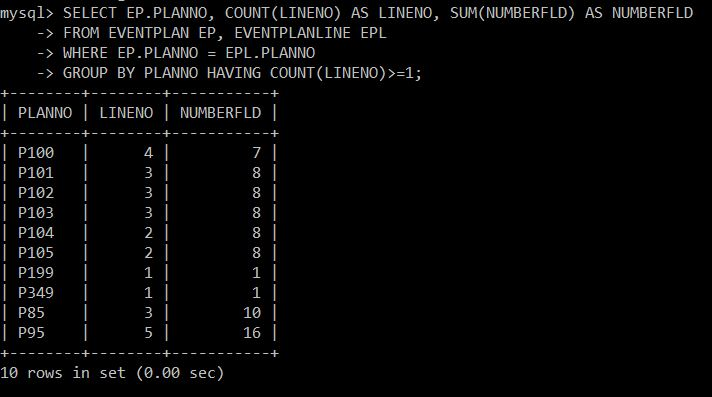 mysql> SELECT EP.PLANNO, COUNT(LINENO) AS LINENO, SUM(NUMBERFLD) AS NUMBERFLD
    -> FROM EVENTPLAN EP, EVENTPLANLINE EPL
    -> WHERE EP.PLANNO = EPL.PLANNO
    -> GROUP BY PLANNO HAVING COUNT(LINENO)>=1;
+--------+--------+-----------+
| PLANNO | LINENO | NUMBERFLD |
+--------+--------+-----------+
| P100   |      4 |         7 |
| P101   |      3 |         8 |
| P102   |      3 |         8 |
| P103   |      3 |         8 |
| P104   |      2 |         8 |
| P105   |      2 |         8 |
| P199   |      1 |         1 |
| P349   |      1 |         1 |
| P85    |      3 |        10 |
| P95    |      5 |        16 |
+--------+--------+-----------+
10 rows in set (0.00 sec)